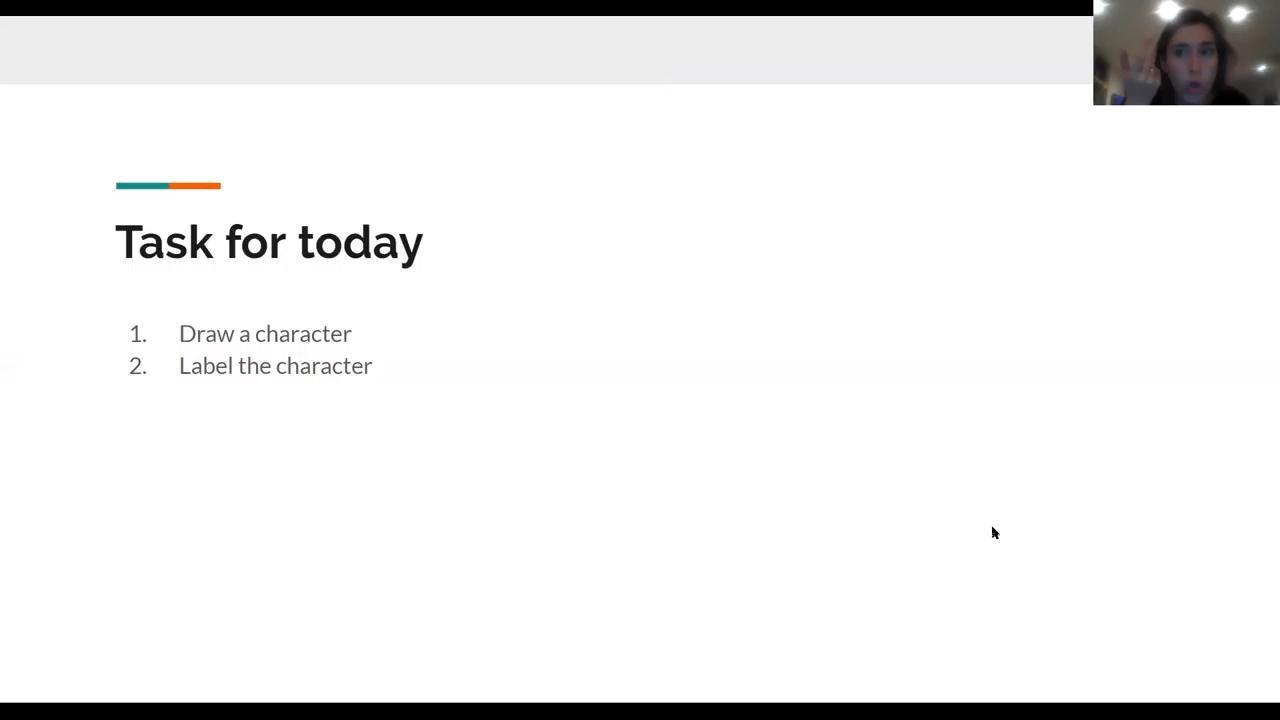 Task for today
1. Draw a character
2. Label the character